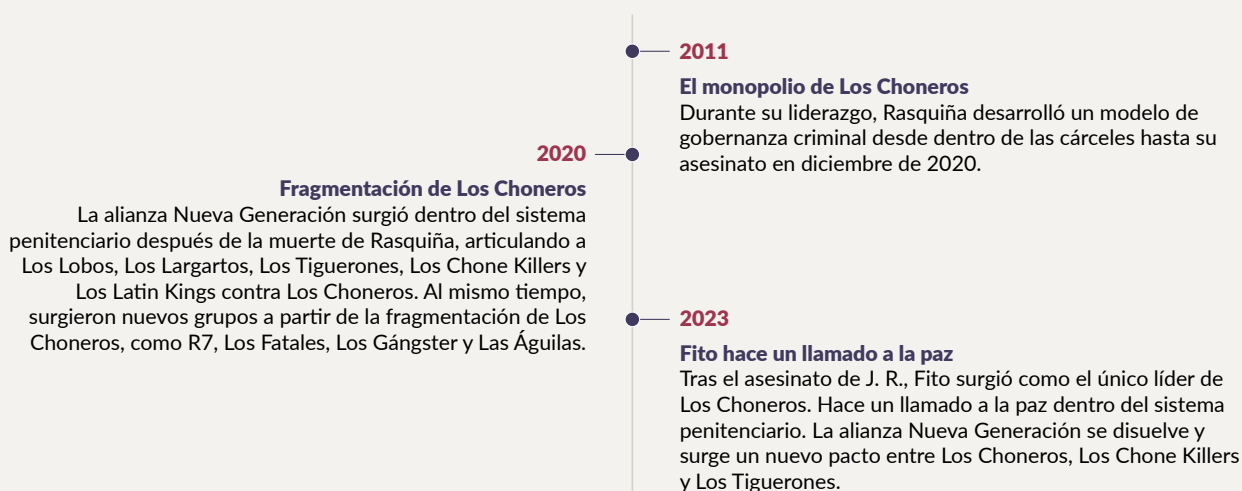 2011
El monopolio de Los Choneros
Durante su liderazgo, Rasquiña desarrolló un modelo de
gobernanza criminal desde dentro de las cárceles hasta su
asesinato en diciembre de 2020.
2020
Fragmentación de Los Choneros
La alianza Nueva Generación surgió dentro del sistema
penitenciario después de la muerte de Rasquiña, articulando a
Los Lobos, Los Largartos, Los Tiguerones, Los Chone Killers y
Los Latin Kings contra Los Choneros. Al mismo tiempo,
surgieron nuevos grupos a partir de la fragmentación de Los
Choneros, como R7, Los Fatales, Los Gángster y Las Águilas.
2023
Fito hace un llamado a la paz
Tras el asesinato de J. R., Fito surgió como el único líder de
Los Choneros. Hace un llamado a la paz dentro del sistema
penitenciario. La alianza Nueva Generación se disuelve y
surge un nuevo pacto entre Los Choneros, Los Chone Killers
y Los Tiguerones.